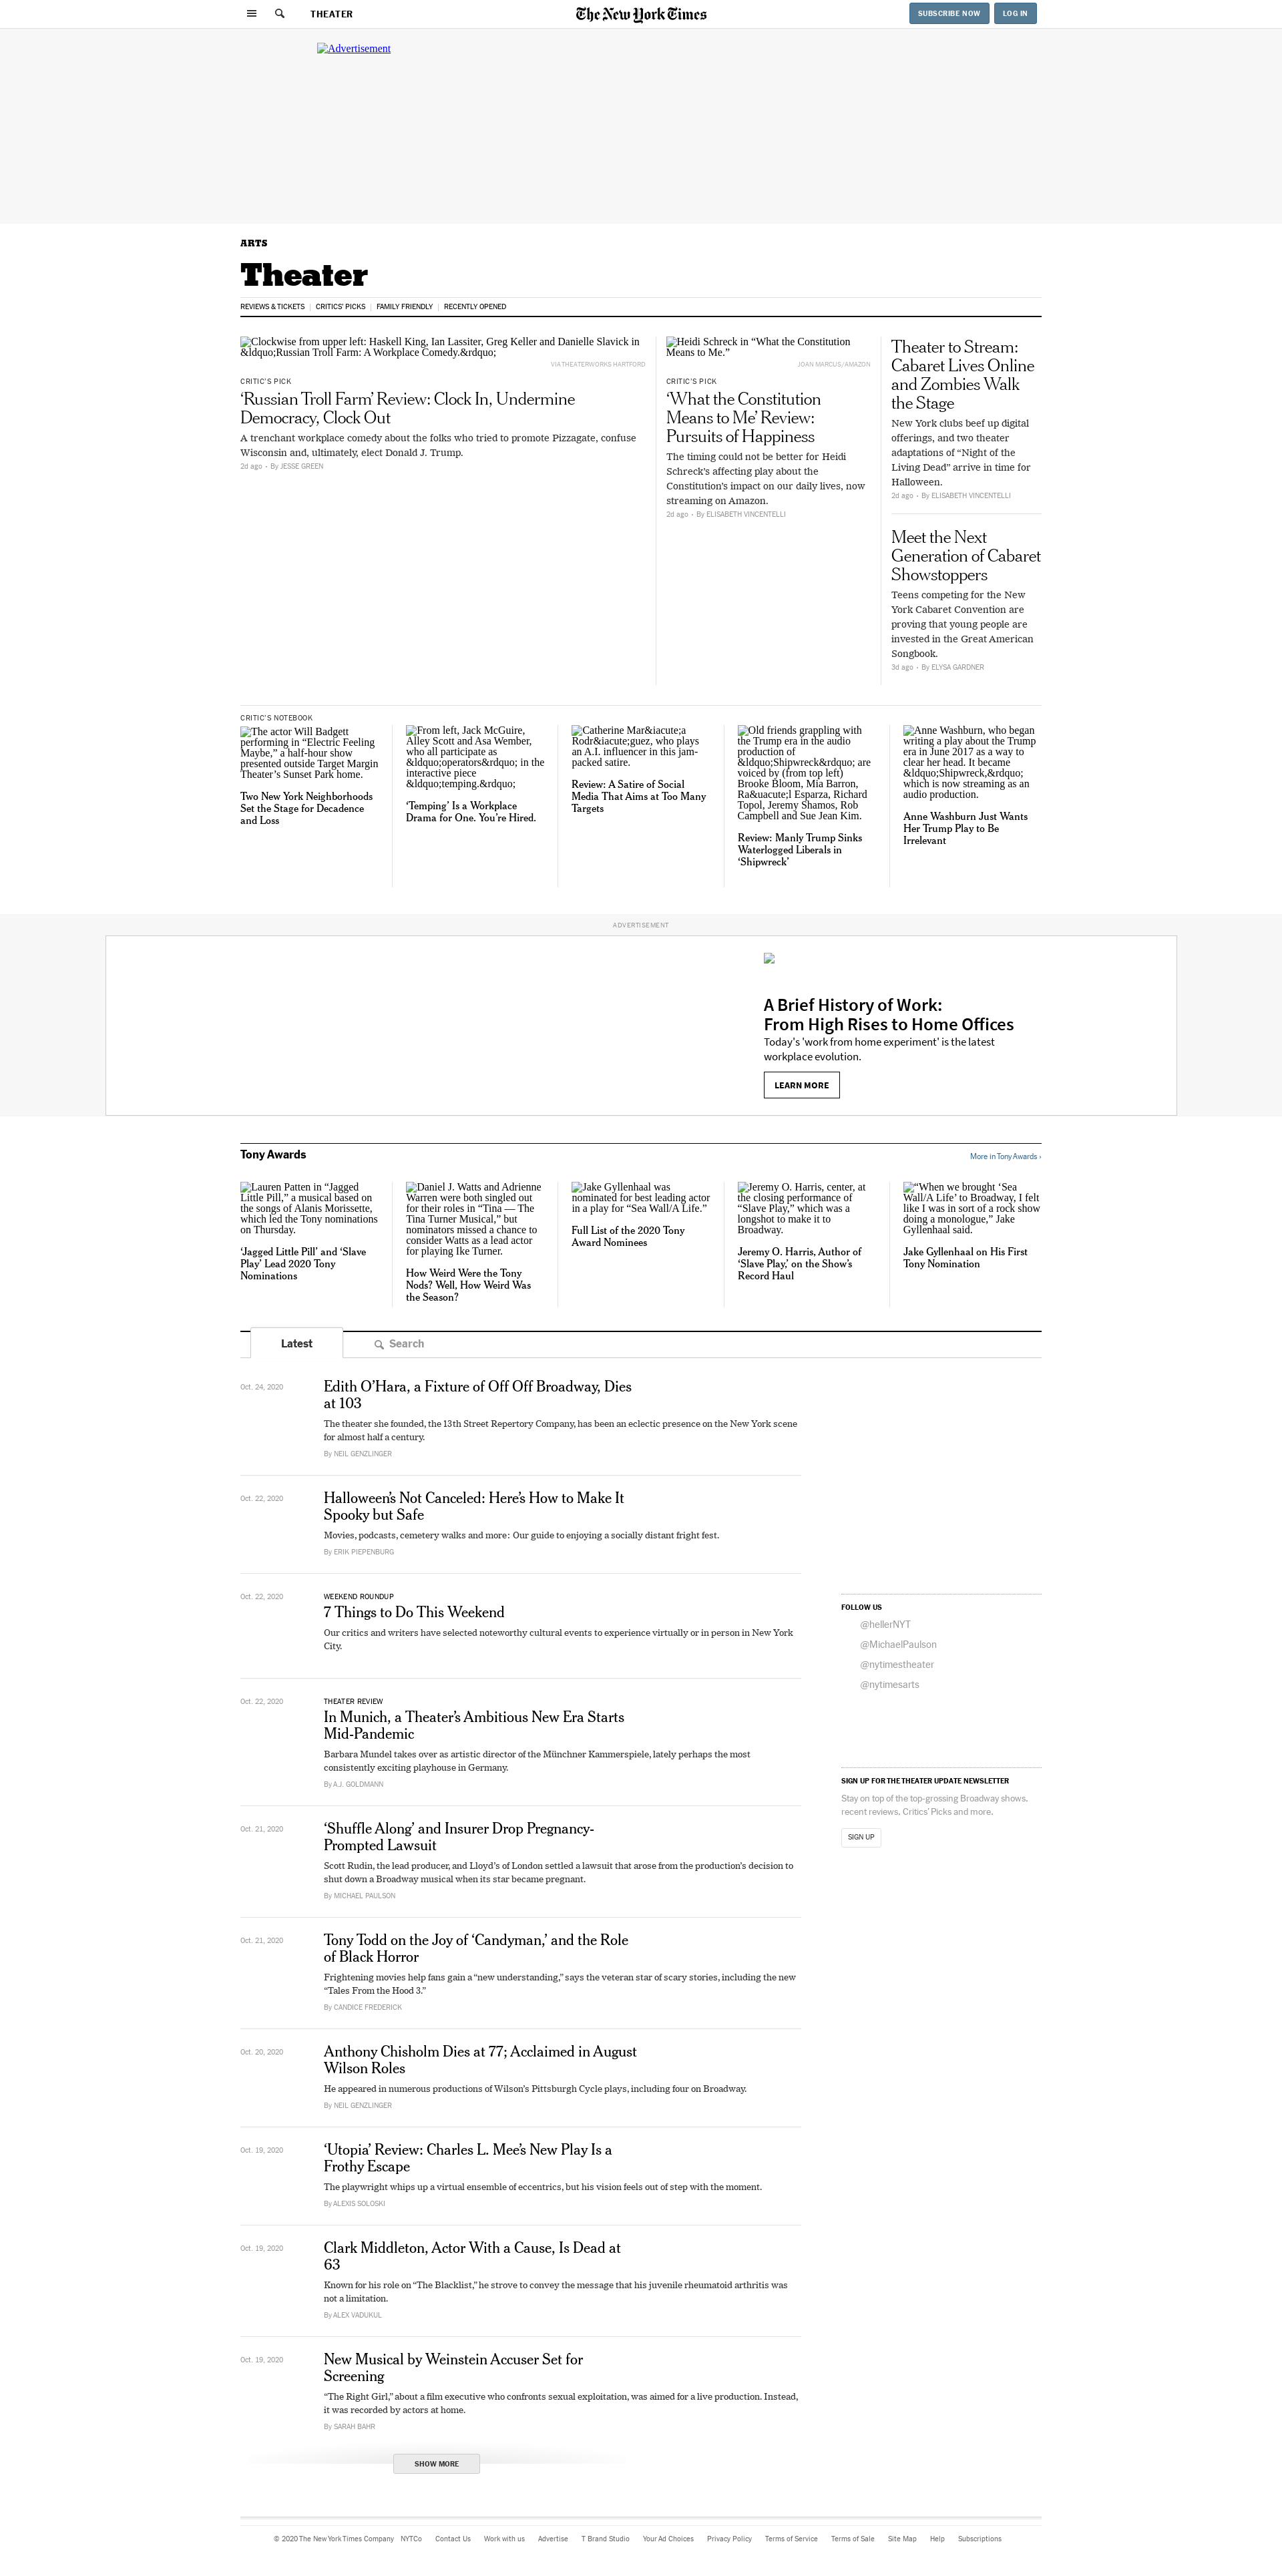 THEATER
The New York Times
SUBSCRIBE NOW
LOG IN
Advertisement
ARTS
Theater
REVIEWS & TICKETS
CRITICS' PICKS
FAMILY FRIENDLY
RECENTLY OPENED
Clockwise from upper left: Haskell King, Ian Lassiter, Greg Keller and Danielle Slavick in
&ldquo;Russian Troll Farm: A Workplace Comedy.&rdquo;
VIA THEATERWORKS HARTFORD
CRITIC'S PICK
‘Russian Troll Farm’ Review: Clock In, Undermine
Democracy, Clock Out
A trenchant workplace comedy about the folks who tried to promote Pizzagate, confuse
Wisconsin and, ultimately, elect Donald J. Trump.
2d ago • By JESSE GREEN
Heidi Schreck in “What the Constitution
Means to Me.”
JOAN MARCUS/AMAZON
CRITIC'S PICK
‘What the Constitution
Means to Me’ Review:
Pursuits of Happiness
The timing could not be better for Heidi
Schreck’s affecting play about the
Constitution’s impact on our daily lives, now
streaming on Amazon.
2d ago • By ELISABETH VINCENTELLI
Theater to Stream:
Cabaret Lives Online
and Zombies Walk
the Stage
New York clubs beef up digital
offerings, and two theater
adaptations of “Night of the
Living Dead” arrive in time for
Halloween.
2d ago • By ELISABETH VINCENTELLI
Meet the Next
Generation of Cabaret
Showstoppers
Teens competing for the New
York Cabaret Convention are
proving that young people are
invested in the Great American
Songbook.
3d ago • By ELYSA GARDNER
CRITIC'S NOTEBOOK
The actor Will Badgett
performing in “Electric Feeling
Maybe,” a half-hour show
presented outside Target Margin
Theater’s Sunset Park home.
Two New York Neighborhoods
Set the Stage for Decadence
and Loss
From left, Jack McGuire,
Alley Scott and Asa Wember,
who all participate as
&ldquo;operators&rdquo; in the
interactive piece
&ldquo;temping.&rdquo;
‘Temping’ Is a Workplace
Drama for One. You’re Hired.
Catherine Mar&iacute;a
Rodr&iacute;guez, who plays
an A.I. influencer in this jam-
packed satire.
Review: A Satire of Social
Media That Aims at Too Many
Targets
Old friends grappling with
the Trump era in the audio
production of
&ldquo;Shipwreck&rdquo; are
voiced by (from top left)
Brooke Bloom, Mia Barron,
Ra&uacute;l Esparza, Richard
Topol, Jeremy Shamos, Rob
Campbell and Sue Jean Kim.
Review: Manly Trump Sinks
Waterlogged Liberals in
‘Shipwreck’
Anne Washburn, who began
writing a play about the Trump
era in June 2017 as a way to
clear her head. It became
&ldquo;Shipwreck,&rdquo;
which is now streaming as an
audio production.
Anne Washburn Just Wants
Her Trump Play to Be
Irrelevant
ADVERTISEMENT
A Brief History of Work:
From High Rises to Home Offices
Today's 'work from home experiment' is the latest
workplace evolution.
LEARN MORE
Tony Awards
More in Tony Awards ›
Lauren Patten in “Jagged
Little Pill,” a musical based on
the songs of Alanis Morissette,
which led the Tony nominations
on Thursday.
‘Jagged Little Pill’ and ‘Slave
Play’ Lead 2020 Tony
Nominations
Daniel J. Watts and Adrienne
Warren were both singled out
for their roles in “Tina — The
Tina Turner Musical,” but
nominators missed a chance to
consider Watts as a lead actor
for playing Ike Turner.
How Weird Were the Tony
Nods? Well, How Weird Was
the Season?
Jake Gyllenhaal was
nominated for best leading actor
in a play for “Sea Wall/A Life.”
Full List of the 2020 Tony
Award Nominees
Jeremy O. Harris, center, at
the closing performance of
“Slave Play,” which was a
longshot to make it to
Broadway.
Jeremy O. Harris, Author of
‘Slave Play,’ on the Show’s
Record Haul
“When we brought ‘Sea
Wall/A Life’ to Broadway, I felt
like I was in sort of a rock show
doing a monologue,” Jake
Gyllenhaal said.
Jake Gyllenhaal on His First
Tony Nomination
Latest
Search
Oct. 24, 2020
Edith O’Hara, a Fixture of Off Off Broadway, Dies
at 103
The theater she founded, the 13th Street Repertory Company, has been an eclectic presence on the New York scene
for almost half a century.
By NEIL GENZLINGER
Oct. 22, 2020
Halloween’s Not Canceled: Here’s How to Make It
Spooky but Safe
Movies, podcasts, cemetery walks and more: Our guide to enjoying a socially distant fright fest.
By ERIK PIEPENBURG
Oct. 22, 2020
WEEKEND ROUNDUP
7 Things to Do This Weekend
Our critics and writers have selected noteworthy cultural events to experience virtually or in person in New York
City.
Oct. 22, 2020
THEATER REVIEW
In Munich, a Theater’s Ambitious New Era Starts
Mid-Pandemic
Barbara Mundel takes over as artistic director of the Münchner Kammerspiele, lately perhaps the most
consistently exciting playhouse in Germany.
By A.J. GOLDMANN
Oct. 21, 2020
‘Shuffle Along’ and Insurer Drop Pregnancy-
Prompted Lawsuit
Scott Rudin, the lead producer, and Lloyd’s of London settled a lawsuit that arose from the production’s decision to
shut down a Broadway musical when its star became pregnant.
By MICHAEL PAULSON
Oct. 21, 2020
Tony Todd on the Joy of ‘Candyman,’ and the Role
of Black Horror
Frightening movies help fans gain a “new understanding,” says the veteran star of scary stories, including the new
“Tales From the Hood 3.”
By CANDICE FREDERICK
Oct. 20, 2020
Anthony Chisholm Dies at 77; Acclaimed in August
Wilson Roles
He appeared in numerous productions of Wilson’s Pittsburgh Cycle plays, including four on Broadway.
By NEIL GENZLINGER
Oct. 19, 2020
‘Utopia’ Review: Charles L. Mee’s New Play Is a
Frothy Escape
The playwright whips up a virtual ensemble of eccentrics, but his vision feels out of step with the moment.
By ALEXIS SOLOSKI
Oct. 19, 2020
Clark Middleton, Actor With a Cause, Is Dead at
63
Known for his role on “The Blacklist,” he strove to convey the message that his juvenile rheumatoid arthritis was
not a limitation.
By ALEX VADUKUL
Oct. 19, 2020
New Musical by Weinstein Accuser Set for
Screening
“The Right Girl,” about a film executive who confronts sexual exploitation, was aimed for a live production. Instead,
it was recorded by actors at home.
By SARAH BAHR
SHOW MORE
FOLLOW US
@hellerNYT
@MichaelPaulson
@nytimestheater
@nytimesarts
SIGN UP FOR THE THEATER UPDATE NEWSLETTER
Stay on top of the top-grossing Broadway shows,
recent reviews, Critics’ Picks and more.
SIGN UP
© 2020 The New York Times Company NYTCo Contact Us Work with us Advertise T Brand Studio Your Ad Choices Privacy Policy Terms of Service Terms of Sale Site Map Help Subscriptions